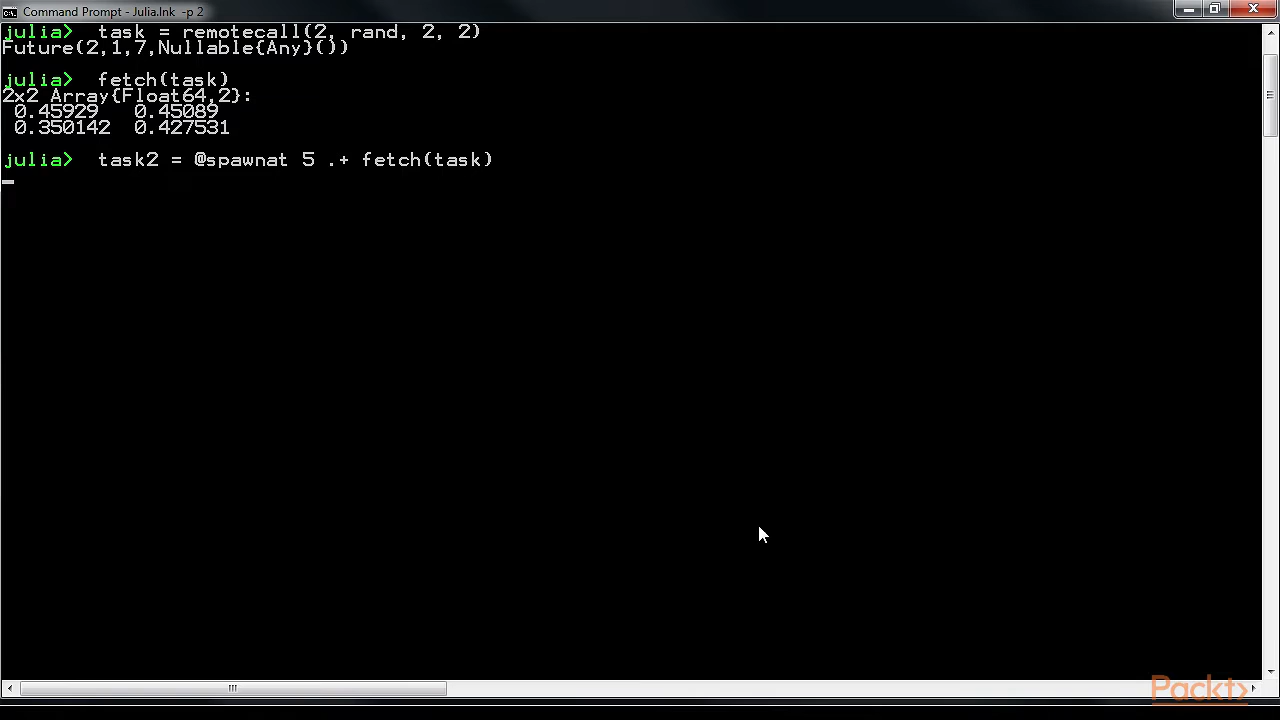 Command Prompt - Julia.lnk -p 2
julia> task = remotecall(2, rand, 2, 2)
Future(2,1,7,Nullable{Any}())
julia> fetch(task)
2x2 Array{Float64,2}:
0.45929 0.45089
0.350142 0.427531
julia> task2 = @spawnat 5 .+ fetch(task)
Packt>